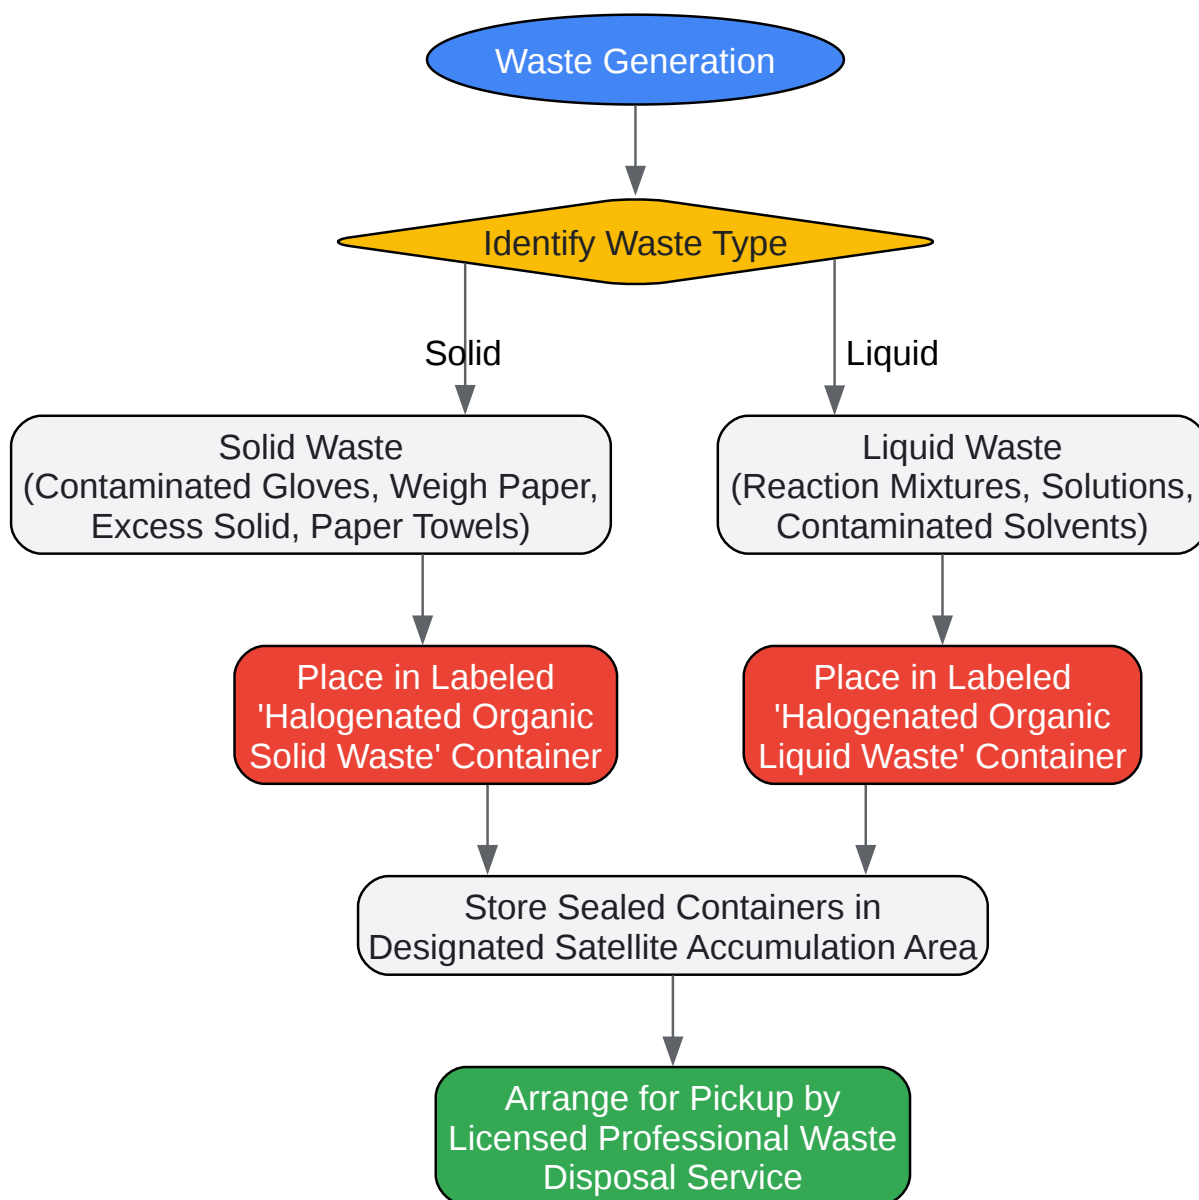 Waste Generation
Identify Waste Type
Solid
Liquid
Solid Waste
(Contaminated Gloves, Weigh Paper,
Excess Solid, Paper Towels)
Liquid Waste
(Reaction Mixtures, Solutions,
Contaminated Solvents)
Place in Labeled
'Halogenated Organic
Solid Waste' Container
Place in Labeled
'Halogenated Organic
Liquid Waste' Container
Store Sealed Containers in
Designated Satellite Accumulation Area
Arrange for Pickup by
Licensed Professional Waste
Disposal Service